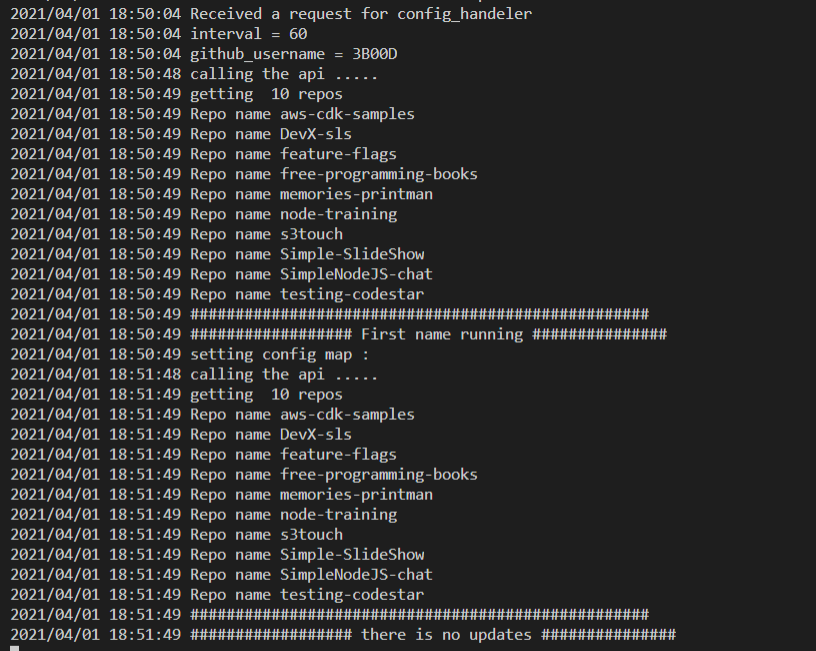 2021/04/01 18:50:04 Received a request for config_handeler
2021/04/01 18:50:04 interval = 60
2021/04/01 18:50:04 github_username = 3B00D
2021/04/01 18:50:48 calling the api .....
2021/04/01 18:50:49 getting  10 repos
2021/04/01 18:50:49 Repo name aws-cdk-samples
2021/04/01 18:50:49 Repo name DevX-sls
2021/04/01 18:50:49 Repo name feature-flags
2021/04/01 18:50:49 Repo name free-programming-books
2021/04/01 18:50:49 Repo name memories-printman
2021/04/01 18:50:49 Repo name node-training
2021/04/01 18:50:49 Repo name s3touch
2021/04/01 18:50:49 Repo name Simple-SlideShow
2021/04/01 18:50:49 Repo name SimpleNodeJS-chat
2021/04/01 18:50:49 Repo name testing-codestar
2021/04/01 18:50:49 ###################################################
2021/04/01 18:50:49 ################## First name running ###############
2021/04/01 18:50:49 setting config map :
2021/04/01 18:51:48 calling the api .....
2021/04/01 18:51:49 getting  10 repos
2021/04/01 18:51:49 Repo name aws-cdk-samples
2021/04/01 18:51:49 Repo name DevX-sls
2021/04/01 18:51:49 Repo name feature-flags
2021/04/01 18:51:49 Repo name free-programming-books
2021/04/01 18:51:49 Repo name memories-printman
2021/04/01 18:51:49 Repo name node-training
2021/04/01 18:51:49 Repo name s3touch
2021/04/01 18:51:49 Repo name Simple-SlideShow
2021/04/01 18:51:49 Repo name SimpleNodeJS-chat
2021/04/01 18:51:49 Repo name testing-codestar
2021/04/01 18:51:49 ###################################################
2021/04/01 18:51:49 ################## there is no updates ###############